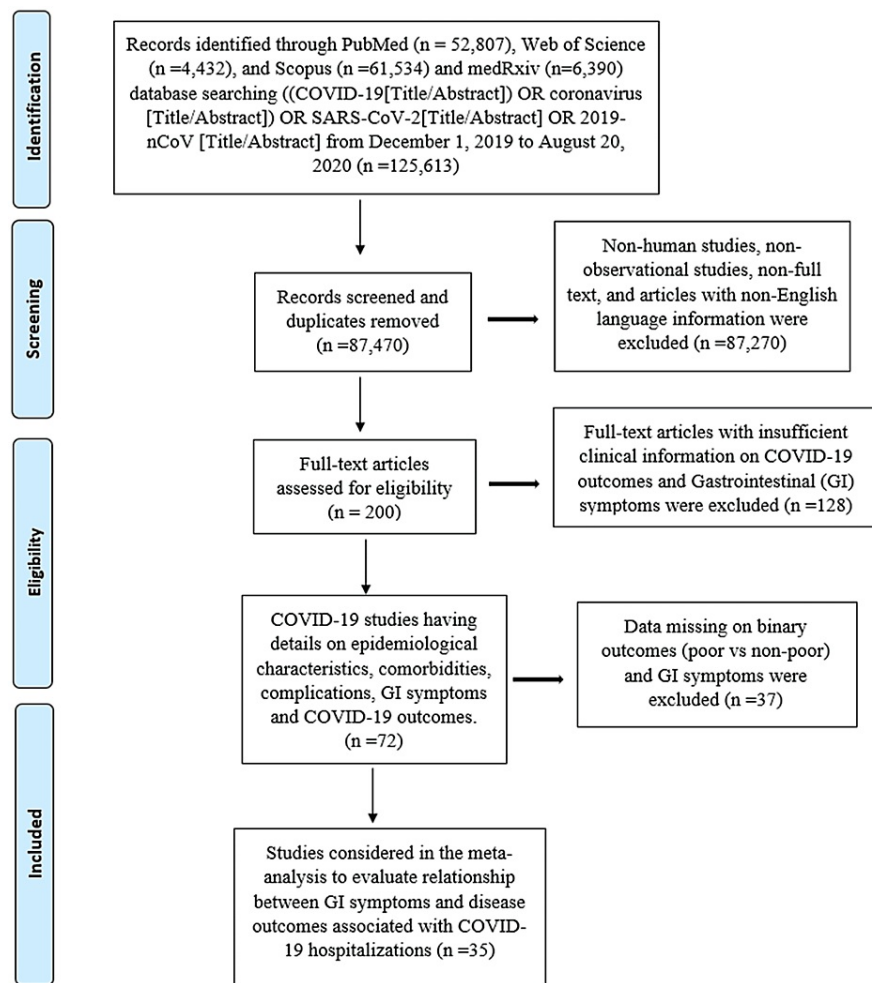 Identification
Records identified through PubMed (n = 52,807), Web of Science
(n =4,432), and Scopus (n =61,534) and medRxiv (n=6,390)
database searching ((COVID-19[Title/Abstract]) OR coronavirus
[Title/Abstract]) OR SARS-CoV-2[Title/Abstract] OR 2019-
nCoV [Title/Abstract] from December 1, 2019 to August 20,
2020 (n =125,613)
Screening
Records screened and
duplicates removed
(n =87,470)
Non-human studies, non-
observational studies, non-full
text, and articles with non-English
language information were
excluded (n =87,270)
Eligibility
Full-text articles
assessed for eligibility
(n = 200)
Full-text articles with insufficient
clinical information on COVID-19
outcomes and Gastrointestinal (GI)
symptoms were excluded (n =128)
COVID-19 studies having
details on epidemiological
characteristics, comorbidities,
complications, GI symptoms
and COVID-19 outcomes.
(n =72)
Data missing on binary
outcomes (poor vs non-poor)
and GI symptoms were
excluded (n =37)
Included
Studies considered in the meta-
analysis to evaluate relationship
between GI symptoms and disease
outcomes associated with COVID-
19 hospitalizations (n =35)